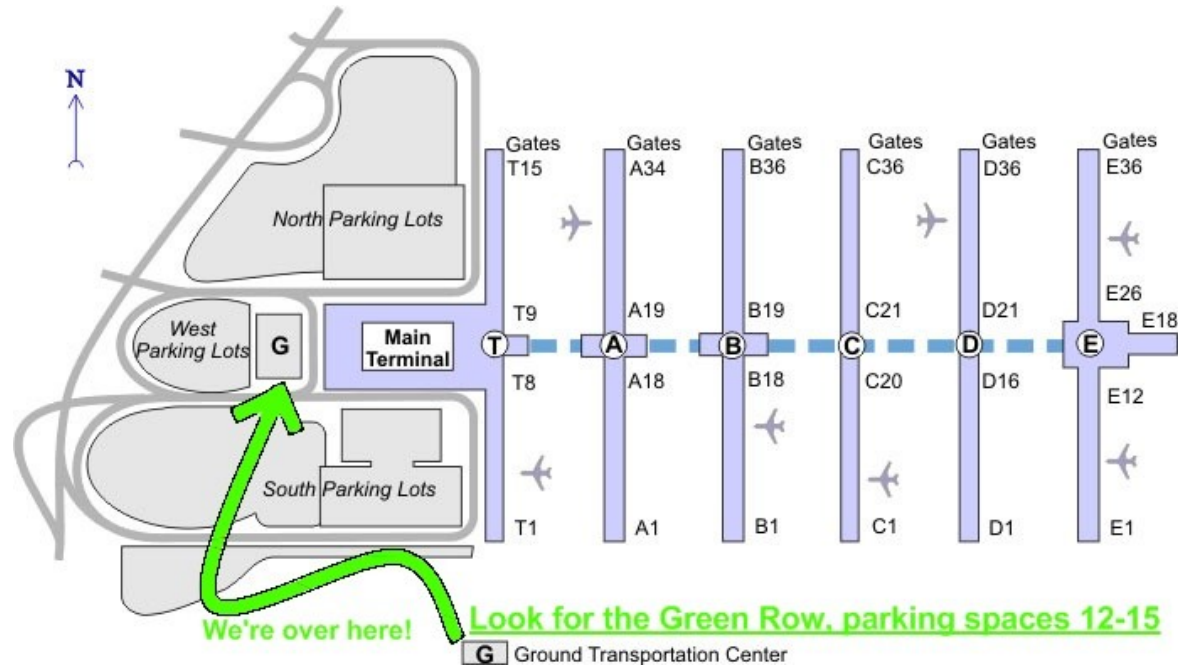 N
Gates Gates Gates Gates Gates Gates
T15 A34 B36 C36 D36 E36
North Parking Lots
E26
T9 A19 B19 C21 D21
E18
West
Parking Lots
G
Main
Terminal
T A B C D E
T8 A18 B18 C20 D16 E12
South Parking Lots
T1 A1 B1 C1 D1 E1
Look for the Green Row, parking spaces 12-15
We're over here!
G Ground Transportation Center